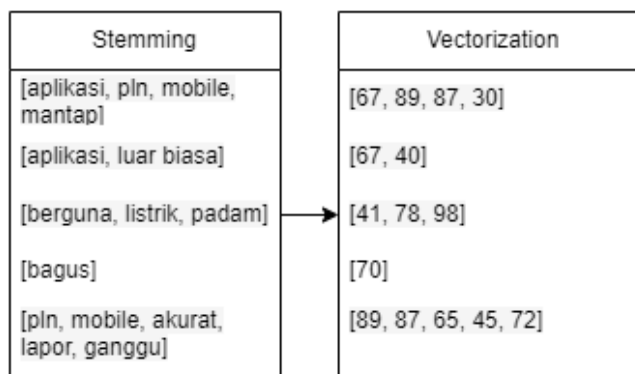 Stemming
[aplikasi, pln, mobile,
mantap]
[aplikasi, luar biasa]
[berguna, listrik, padam]
[bagus]
[pln, mobile, akurat,
lapor, ganggu]
Vectorization
[67, 89, 87, 30]
[67, 40]
[41, 78, 98]
[70]
[89, 87, 65, 45, 72]